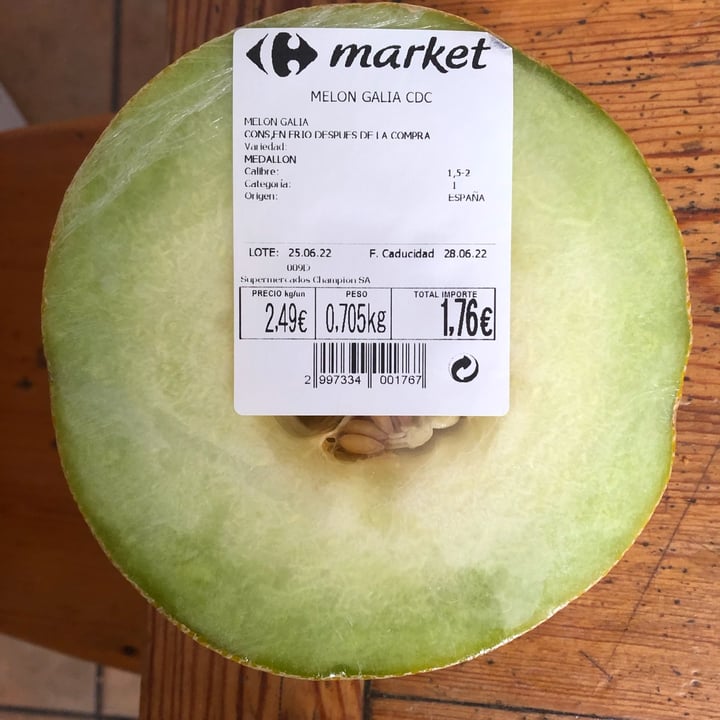 market
MELON GALIA CDC
MELON GALIA
CONS,EN FRIO DESPUES DE LA COMPRA
Variedad:
MEDALLON
Calibre: 1,5-2
Categoría: 1
Origen: ESPAÑA
LOTE: 25.06.22 F. Caducidad 28.06.22
009D
Supermercados Champion SA
PRECIO kg/un PESO TOTAL IMPORTE
2,49€ 0,705kg 1,76€
2 997334 001767